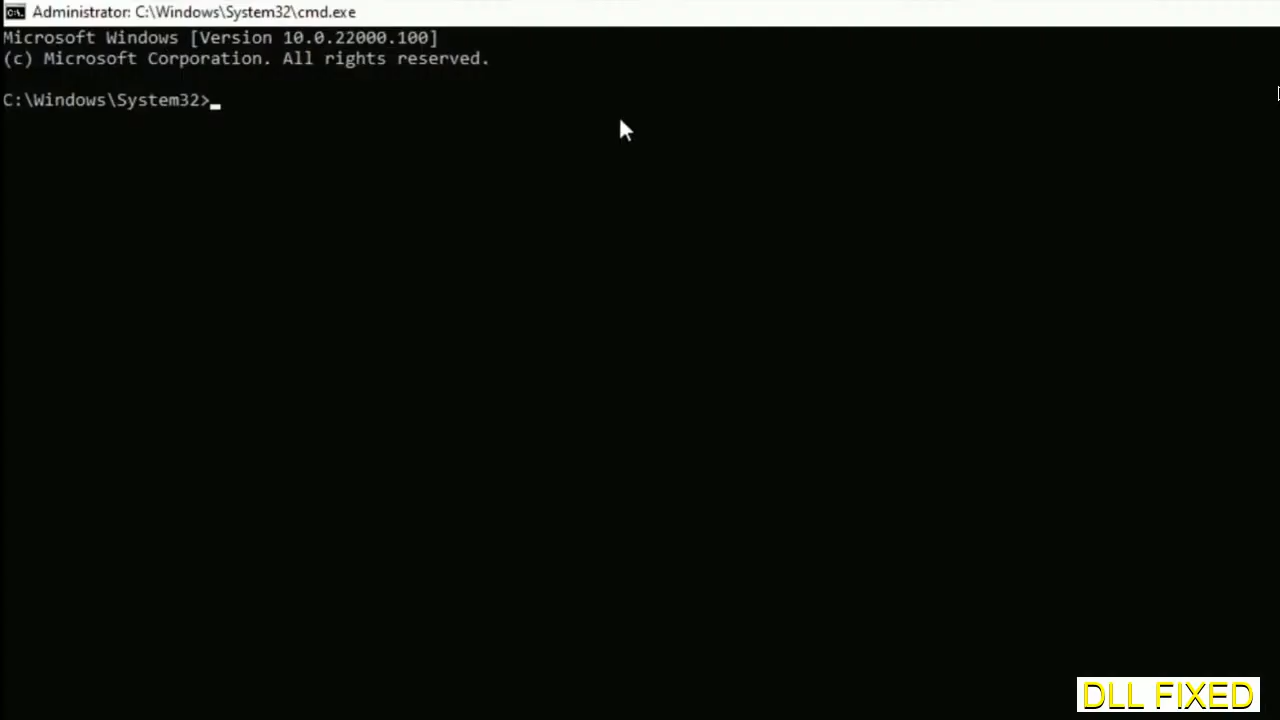 Administrator: C:\Windows\System32\cmd.exe
Microsoft Windows [Version 10.0.22000.100]
(c) Microsoft Corporation. All rights reserved.
C:\Windows\System32>
DLL FIXED